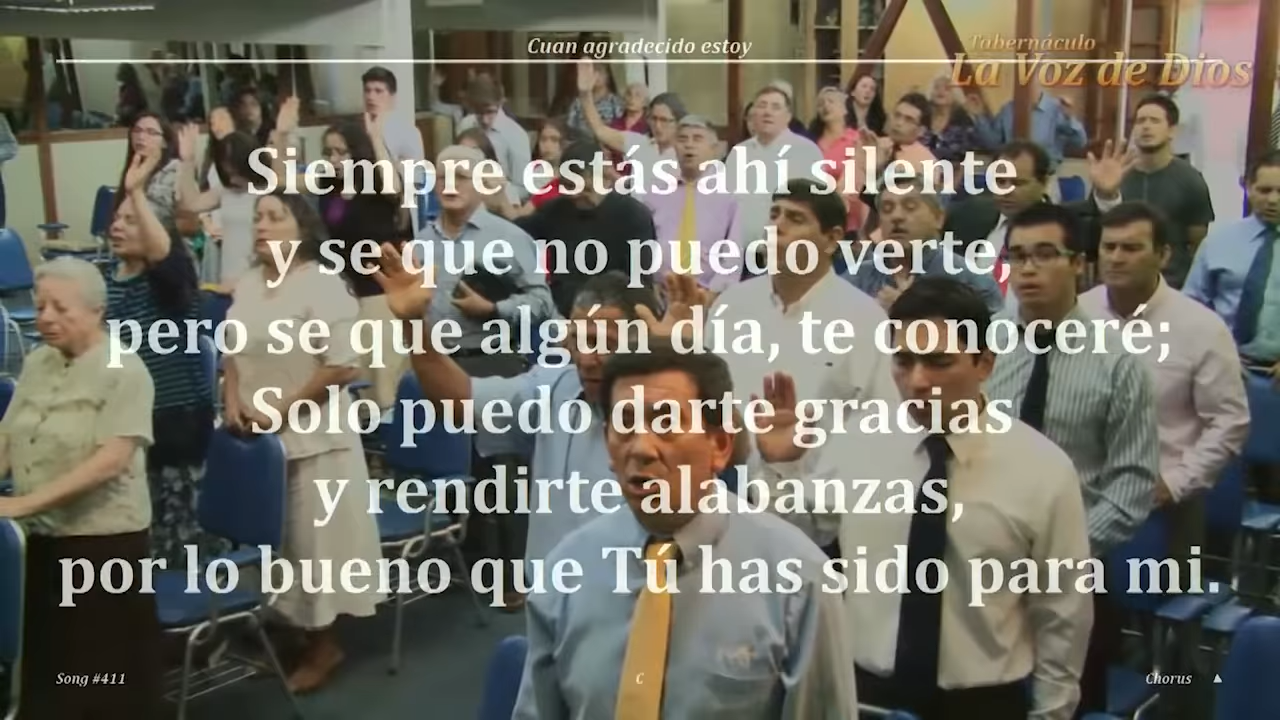 Cuan agradecido estoy
Tabernáculo
La Voz de Dios
Siempre estás ahí silente
y se que no puedo verte,
pero se que algún día, te conoceré;
Solo puedo darte gracias
y rendirte alabanzas,
por lo bueno que Tú has sido para mi.
Song #411
C
Chorus ▲